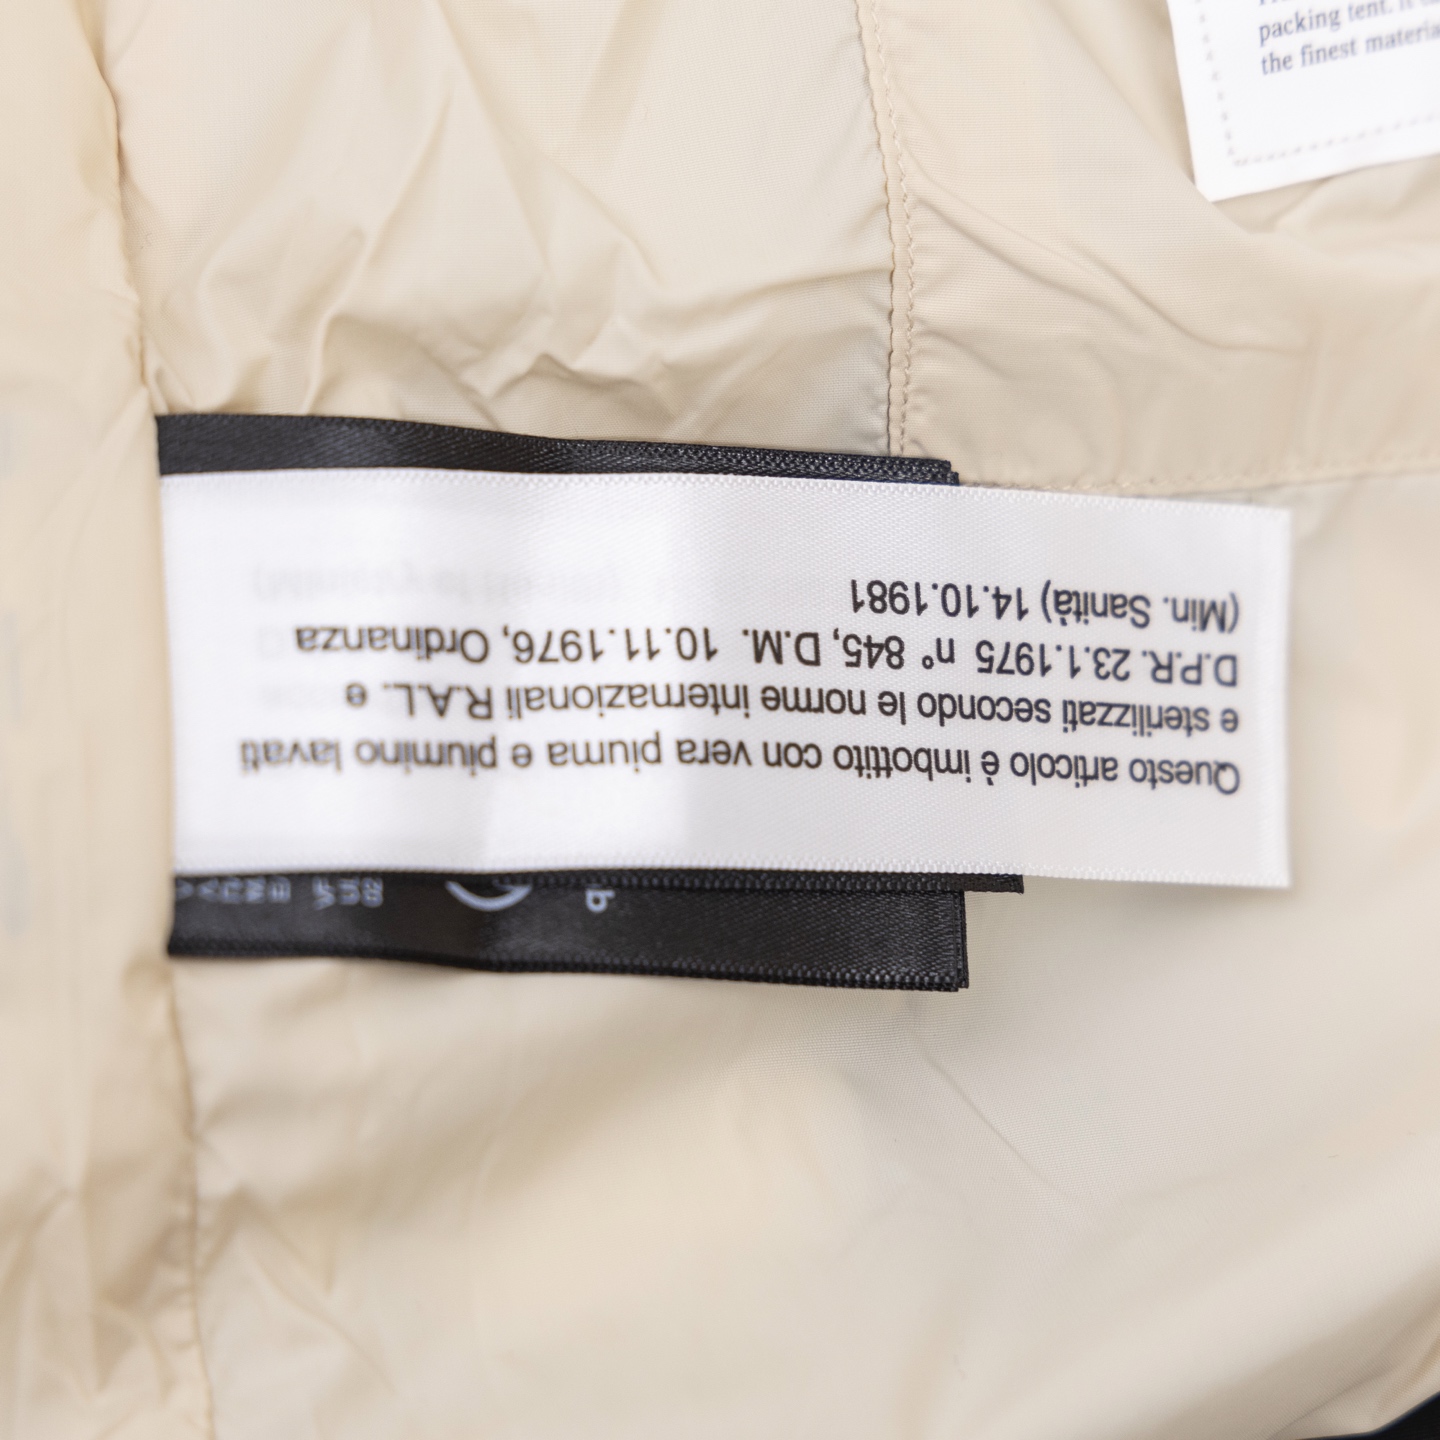 packing tent. It
the finest
Questo articolo è imbottito con vera piuma e piumino lavati
e sterilizzati secondo le norme internazionali R.A.L. e
D.P.R. 23.1.1975 n° 845, D.M. 10.11.1976, Ordinanza
(Min. Sanità) 14.10.1981